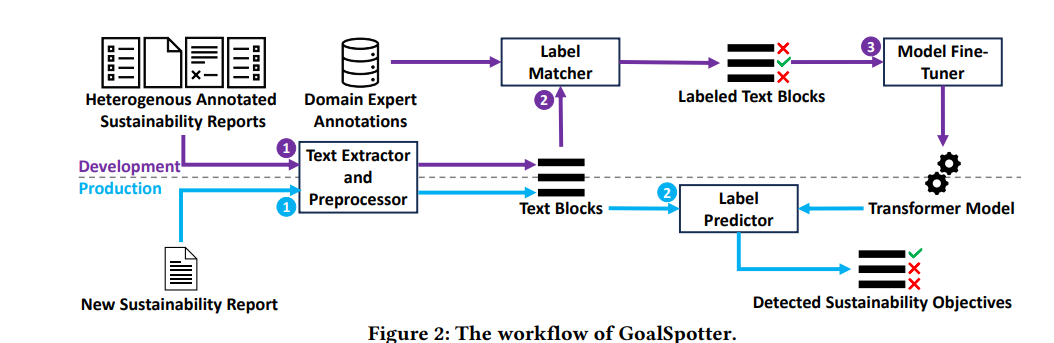 Heterogenous Annotated
Sustainability Reports
Domain Expert
Annotations
Label
Matcher
Labeled Text Blocks
3
Model Fine-
Tuner
2
1
Text Extractor
and
Preprocessor
Development
Production
1
Text Blocks
2
Label
Predictor
Transformer Model
New Sustainability Report
Detected Sustainability Objectives
Figure 2: The workflow of GoalSpotter.